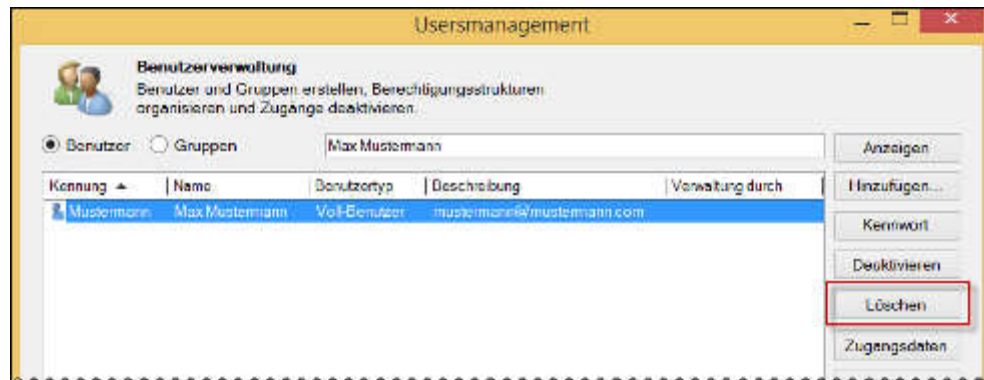 Usersmanagement
Benutzerverwaltung
Benutzer und Gruppen erstellen, Berechtigungsstrukturen
organisieren und Zugänge deaktivieren.
Benutzer Gruppen Max Mustermann Anzeigen
Kennung Name Benutzertyp Beschreibung Verwaltung durch Hinzufügen...
Mustermann Max Mustermann Voll-Benutzer mustermann@mustermann.com
Kennwort
Deaktivieren
Löschen
Zugangsdaten